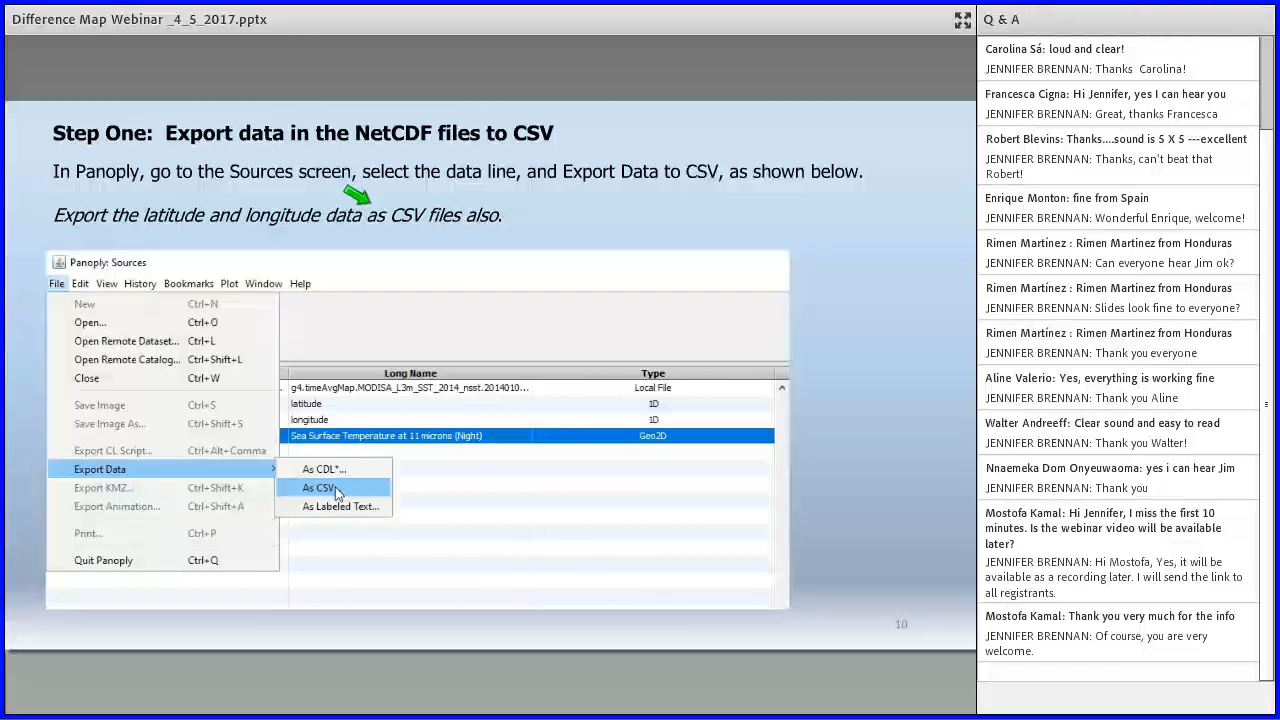 Difference Map Webinar _4_5_2017.pptx
Step One: Export data in the NetCDF files to CSV
In Panoply, go to the Sources screen, select the data line, and Export Data to CSV, as shown below.
Export the latitude and longitude data as CSV files also.
Panoply: Sources
File Edit View History Bookmarks Plot Window Help
New Ctrl+N
Open... Ctrl+O
Open Remote Dataset... Ctrl+L
Open Remote Catalog... Ctrl+Shift+L
Close Ctrl+W
Save Image Ctrl+S
Save Image As... Ctrl+Shift+S
Export CL Script... Ctrl+Alt+Comma
Export Data
Export KMZ... Ctrl+Shift+K
Export Animation... Ctrl+Shift+A
Print... Ctrl+P
Quit Panoply Ctrl+Q
As CDL*...
As CSV
As Labeled Text...
Long Name Type
g4.timeAvgMap.MODISA_L3m_SST_2014_nsst.2014010... Local File
latitude 1D
longitude 1D
Sea Surface Temperature at 11 microns (Night) Geo2D
10
Q & A
Carolina Sá: loud and clear!
JENNIFER BRENNAN: Thanks Carolina!
Francesca Cigna: Hi Jennifer, yes I can hear you
JENNIFER BRENNAN: Great, thanks Francesca
Robert Blevins: Thanks....sound is 5 X 5 ---excellent
JENNIFER BRENNAN: Thanks, can't beat that
Robert!
Enrique Monton: fine from Spain
JENNIFER BRENNAN: Wonderful Enrique, welcome!
Rimen Martínez : Rimen Martinez from Honduras
JENNIFER BRENNAN: Can everyone hear Jim ok?
Rimen Martínez : Rimen Martinez from Honduras
JENNIFER BRENNAN: Slides look fine to everyone?
Rimen Martínez : Rimen Martinez from Honduras
JENNIFER BRENNAN: Thank you everyone
Aline Valerio: Yes, everything is working fine
JENNIFER BRENNAN: Thank you Aline
Walter Andreeff: Clear sound and easy to read
JENNIFER BRENNAN: Thank you Walter!
Nnaemeka Dom Onyeuwaoma: yes i can hear Jim
JENNIFER BRENNAN: Thank you
Mostofa Kamal: Hi Jennifer, I miss the first 10
minutes. Is the webinar video will be available
later?
JENNIFER BRENNAN: Hi Mostofa, Yes, it will be
available as a recording later. I will send the link to
all registrants.
Mostofa Kamal: Thank you very much for the info
JENNIFER BRENNAN: Of course, you are very
welcome.